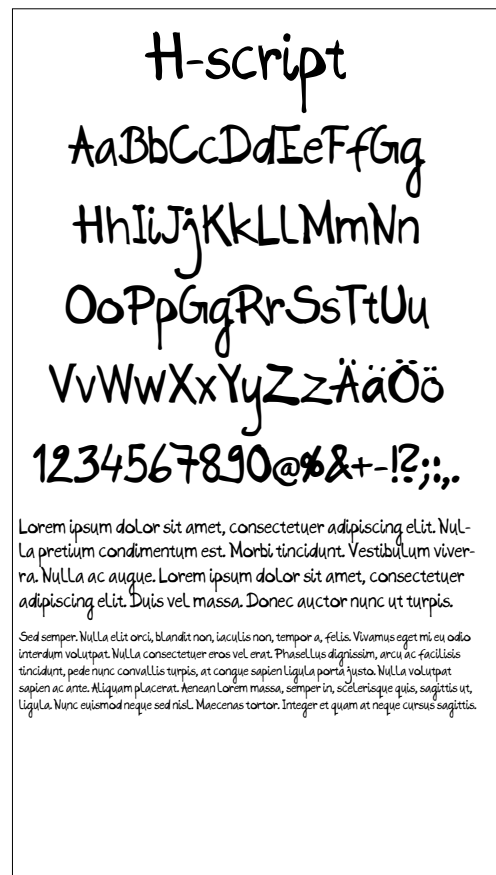 H-script
AaBbCcDdEeFfGg
HhIiJjKkLlMmNn
OoPpGgRrSsTtUu
VvWwXxYyZzÄäÖö
1234567890@%&+-!?;:,.
Lorem ipsum dolor sit amet, consectetuer adipiscing elit. Nul-
la pretium condimentum est. Morbi tincidunt. Vestibulum viver-
ra. Nulla ac augue. Lorem ipsum dolor sit amet, consectetuer
adipiscing elit. Duis vel massa. Donec auctor nunc ut turpis.
Sed semper. Nulla elit orci, blandit non, iaculis non, tempor a, felis. Vivamus eget mi eu odio
interdum volutpat. Nulla consectetuer eros vel erat. Phasellus dignissim, arcu ac facilisis
tincidunt, pede nunc convallis turpis, at congue sapien ligula porta justo. Nulla volutpat
sapien ac ante. Aliquam placerat. Aenean lorem massa, semper in, scelerisque quis, sagittis ut,
ligula. Nunc euismod neque sed nisl. Maecenas tortor. Integer et quam at neque cursus sagittis.